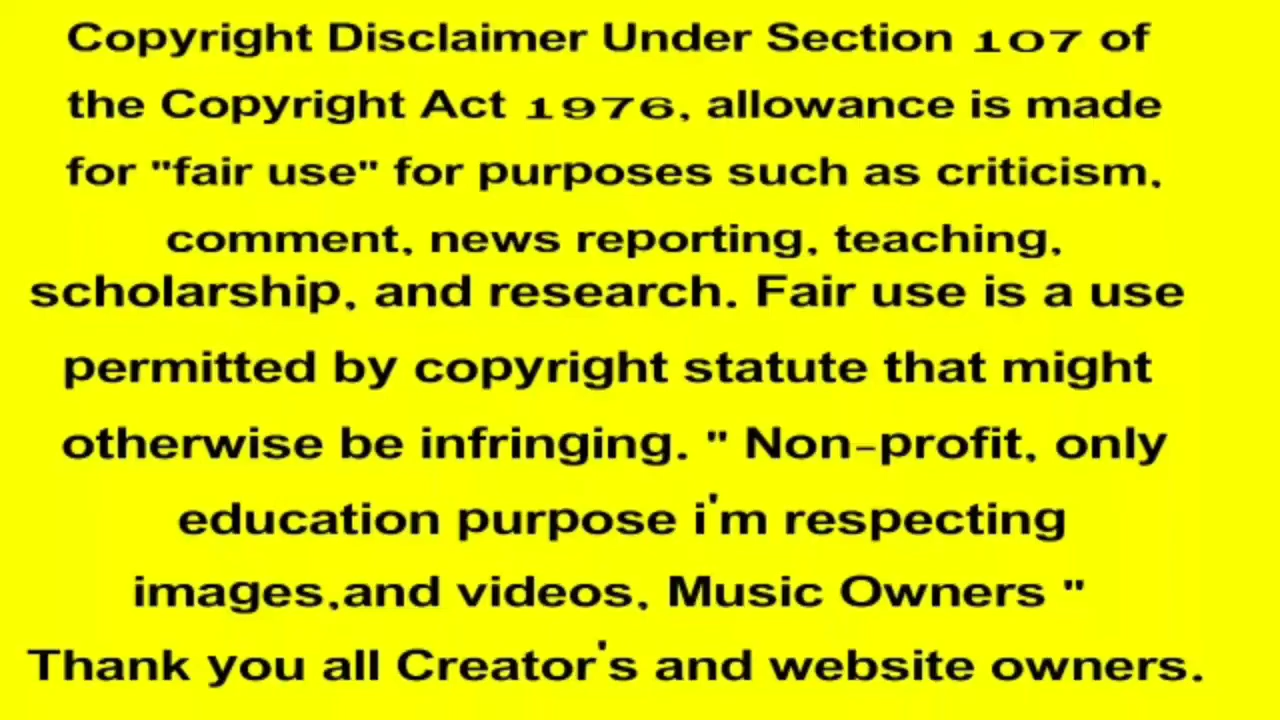 Copyright Disclaimer Under Section 107 of
the Copyright Act 1976, allowance is made
for "fair use" for purposes such as criticism,
comment, news reporting, teaching,
scholarship, and research. Fair use is a use
permitted by copyright statute that might
otherwise be infringing. " Non-profit, only
education purpose i'm respecting
images,and videos, Music Owners "
Thank you all Creator's and website owners.